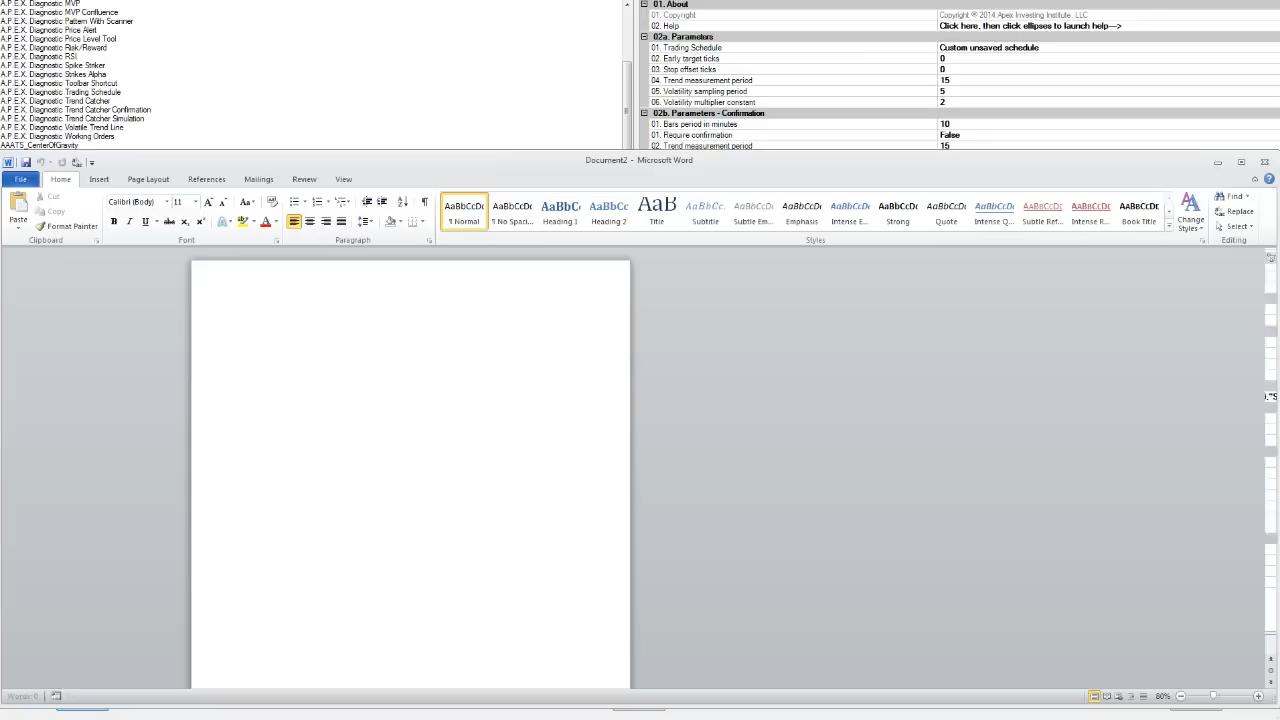 A.P.E.X. Diagnostic MVP
A.P.E.X. Diagnostic MVP Confluence
A.P.E.X. Diagnostic Pattern With Scanner
A.P.E.X. Diagnostic Price Alert
A.P.E.X. Diagnostic Price Level Tool
A.P.E.X. Diagnostic Risk/Reward
A.P.E.X. Diagnostic RSI
A.P.E.X. Diagnostic Spike Striker
A.P.E.X. Diagnostic Strikes Alpha
A.P.E.X. Diagnostic Toolbar Shortcut
A.P.E.X. Diagnostic Trading Schedule
A.P.E.X. Diagnostic Trend Catcher
A.P.E.X. Diagnostic Trend Catcher Confirmation
A.P.E.X. Diagnostic Trend Catcher Simulation
A.P.E.X. Diagnostic Volatile Trend Line
A.P.E.X. Diagnostic Working Orders
AAATS_CenterOfGravity
01. About
01. Copyright Copyright ® 2014 Apex Investing Institute, LLC
02. Help Click here, then click ellipses to launch help--->
02a. Parameters
01. Trading Schedule Custom unsaved schedule
02. Early target ticks 0
03. Stop offset ticks 0
04. Trend measurement period 15
05. Volatility sampling period 5
06. Volatility multiplier constant 2
02b. Parameters - Confirmation
01. Bars period in minutes 10
01. Require confirmation False
02. Trend measurement period 15
Document2 - Microsoft Word
File Home Insert Page Layout References Mailings Review View
Paste
Cut
Copy
Format Painter
Clipboard
Calibri (Body) 11
Font
Paragraph
AaBbCcDc AaBbCcDc AaBbC AaBbCc AaB AaBbCc. AaBbCcDc AaBbCcDc AaBbCcDc AaBbCcDc AaBbCcDc AaBbCcDc AaBbCcDc AaBbCcDc AaBbCcDc
¶ Normal ¶ No Spaci... Heading 1 Heading 2 Title Subtitle Subtle Em... Emphasis Intense E... Strong Quote Intense Q... Subtle Ref... Intense R... Book Title
Styles
Change Styles
Find
Replace
Select
Editing
Words: 0
80%